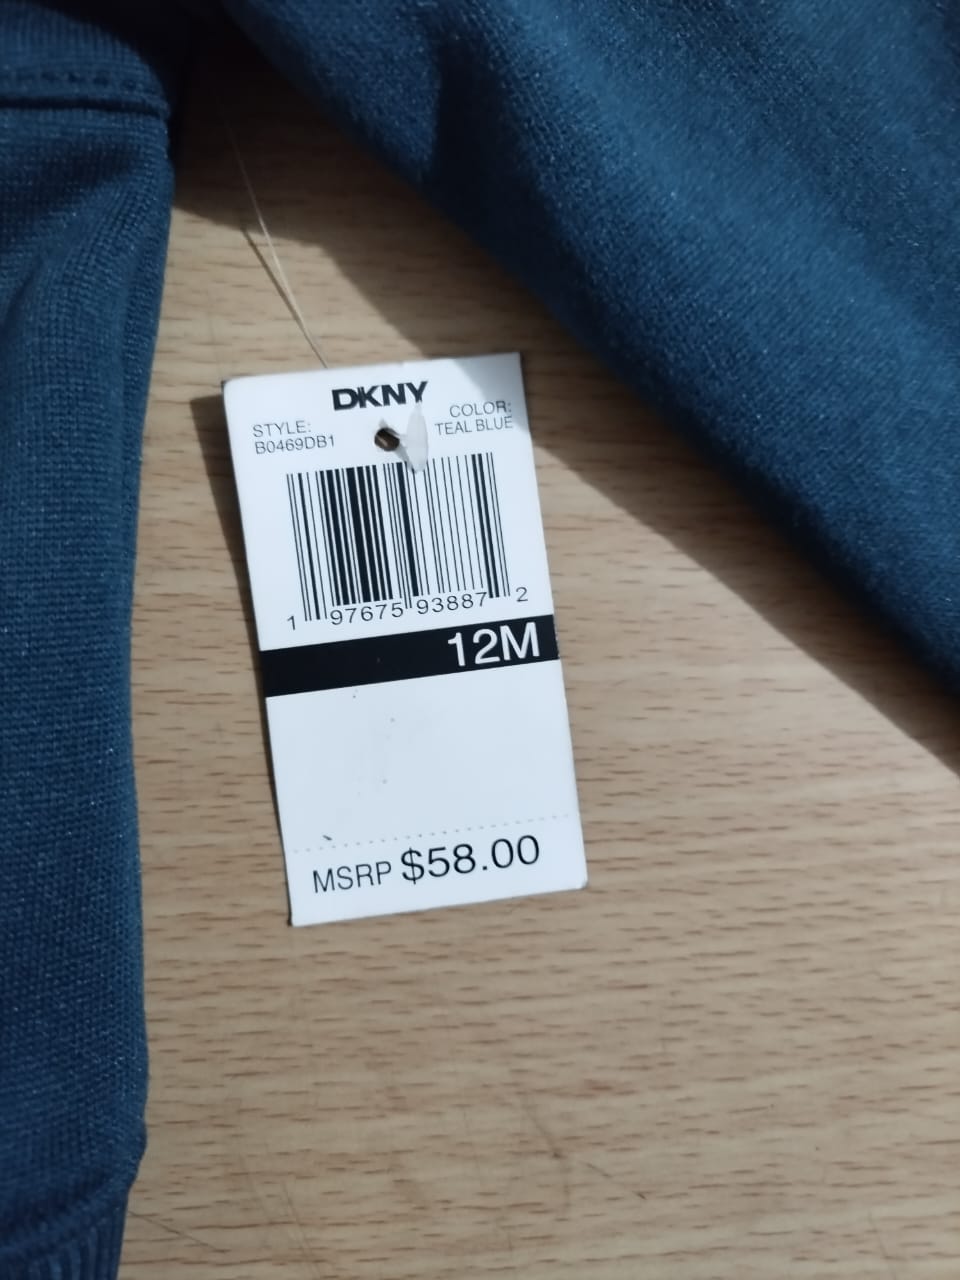 DKNY
STYLE:
B0469DB1
COLOR:
TEAL BLUE
1 97675 93887 2
12M
MSRP $58.00